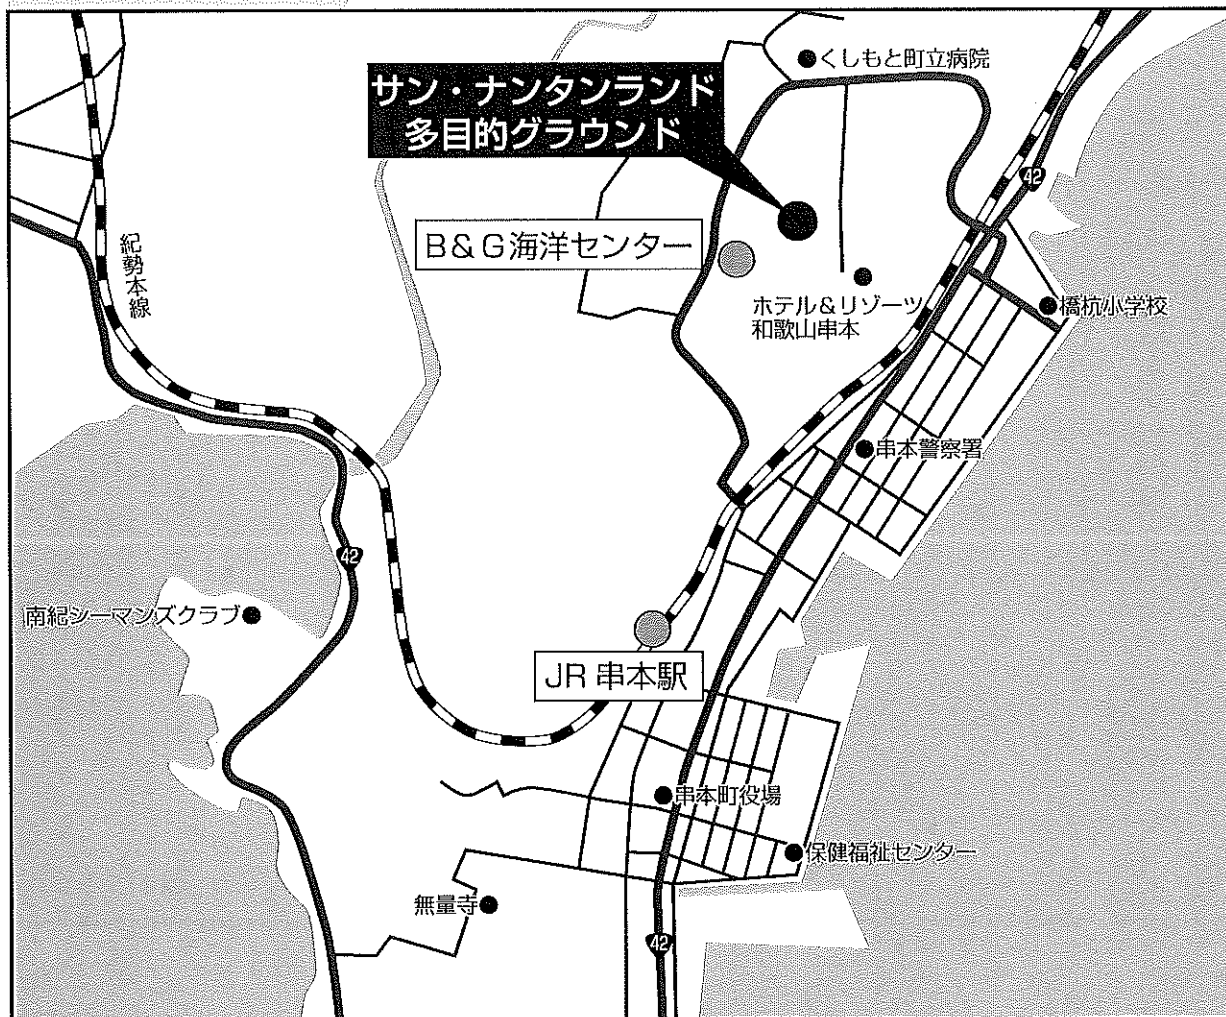 くしもと町立病院
サン・ナンタンランド
多目的グラウンド
42
B&G海洋センター
紀勢本線
ホテル&リゾーツ
和歌山串本
橋杭小学校
串本警察署
42
南紀シーマンズクラブ
JR 串本駅
串本町役場
保健福祉センター
無量寺
42